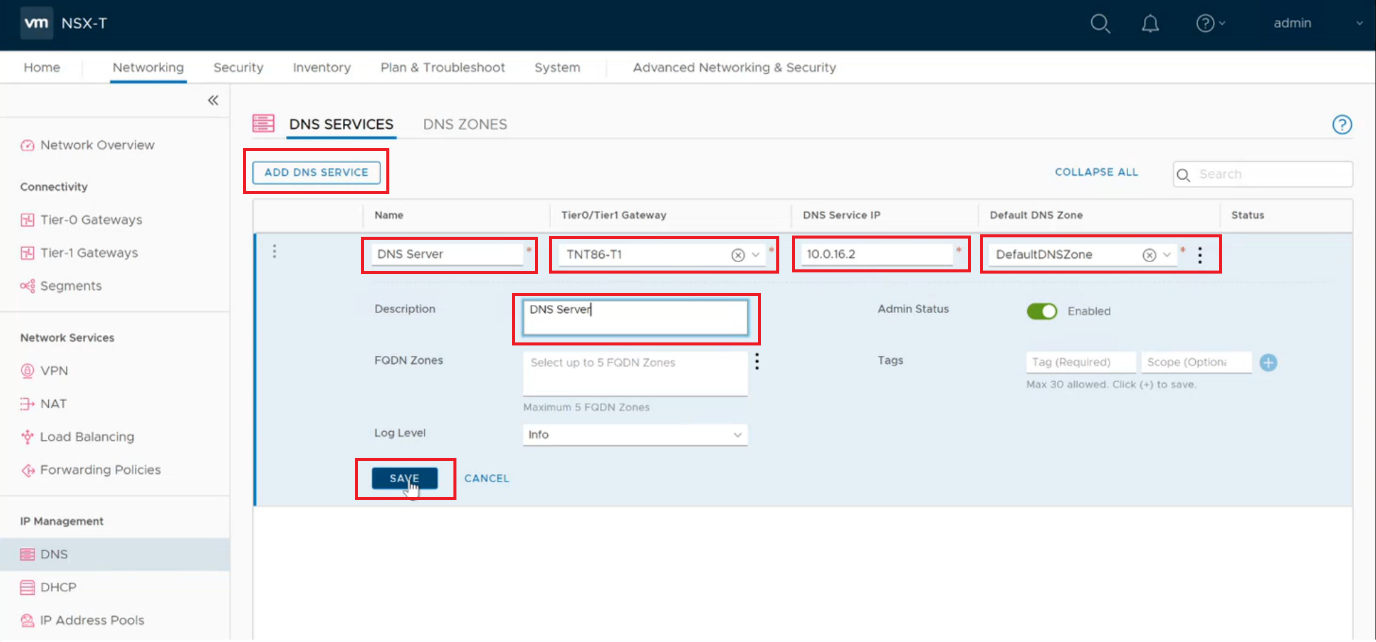 vm NSX-T admin
Home Networking Security Inventory Plan & Troubleshoot System Advanced Networking & Security
Network Overview
Connectivity
Tier-0 Gateways
Tier-1 Gateways
Segments
Network Services
VPN
NAT
Load Balancing
Forwarding Policies
IP Management
DNS
DHCP
IP Address Pools
DNS SERVICES DNS ZONES
ADD DNS SERVICE COLLAPSE ALL Search
Name Tier0/Tier1 Gateway DNS Service IP Default DNS Zone Status
DNS Server * TNT86-T1 * 10.0.16.2 * DefaultDNSZone *
Description DNS Server Admin Status Enabled
FQDN Zones Select up to 5 FQDN Zones Tags Tag (Required) Scope (Optiona
Max 30 allowed. Click (+) to save.
Maximum 5 FQDN Zones
Log Level Info
SAVE CANCEL